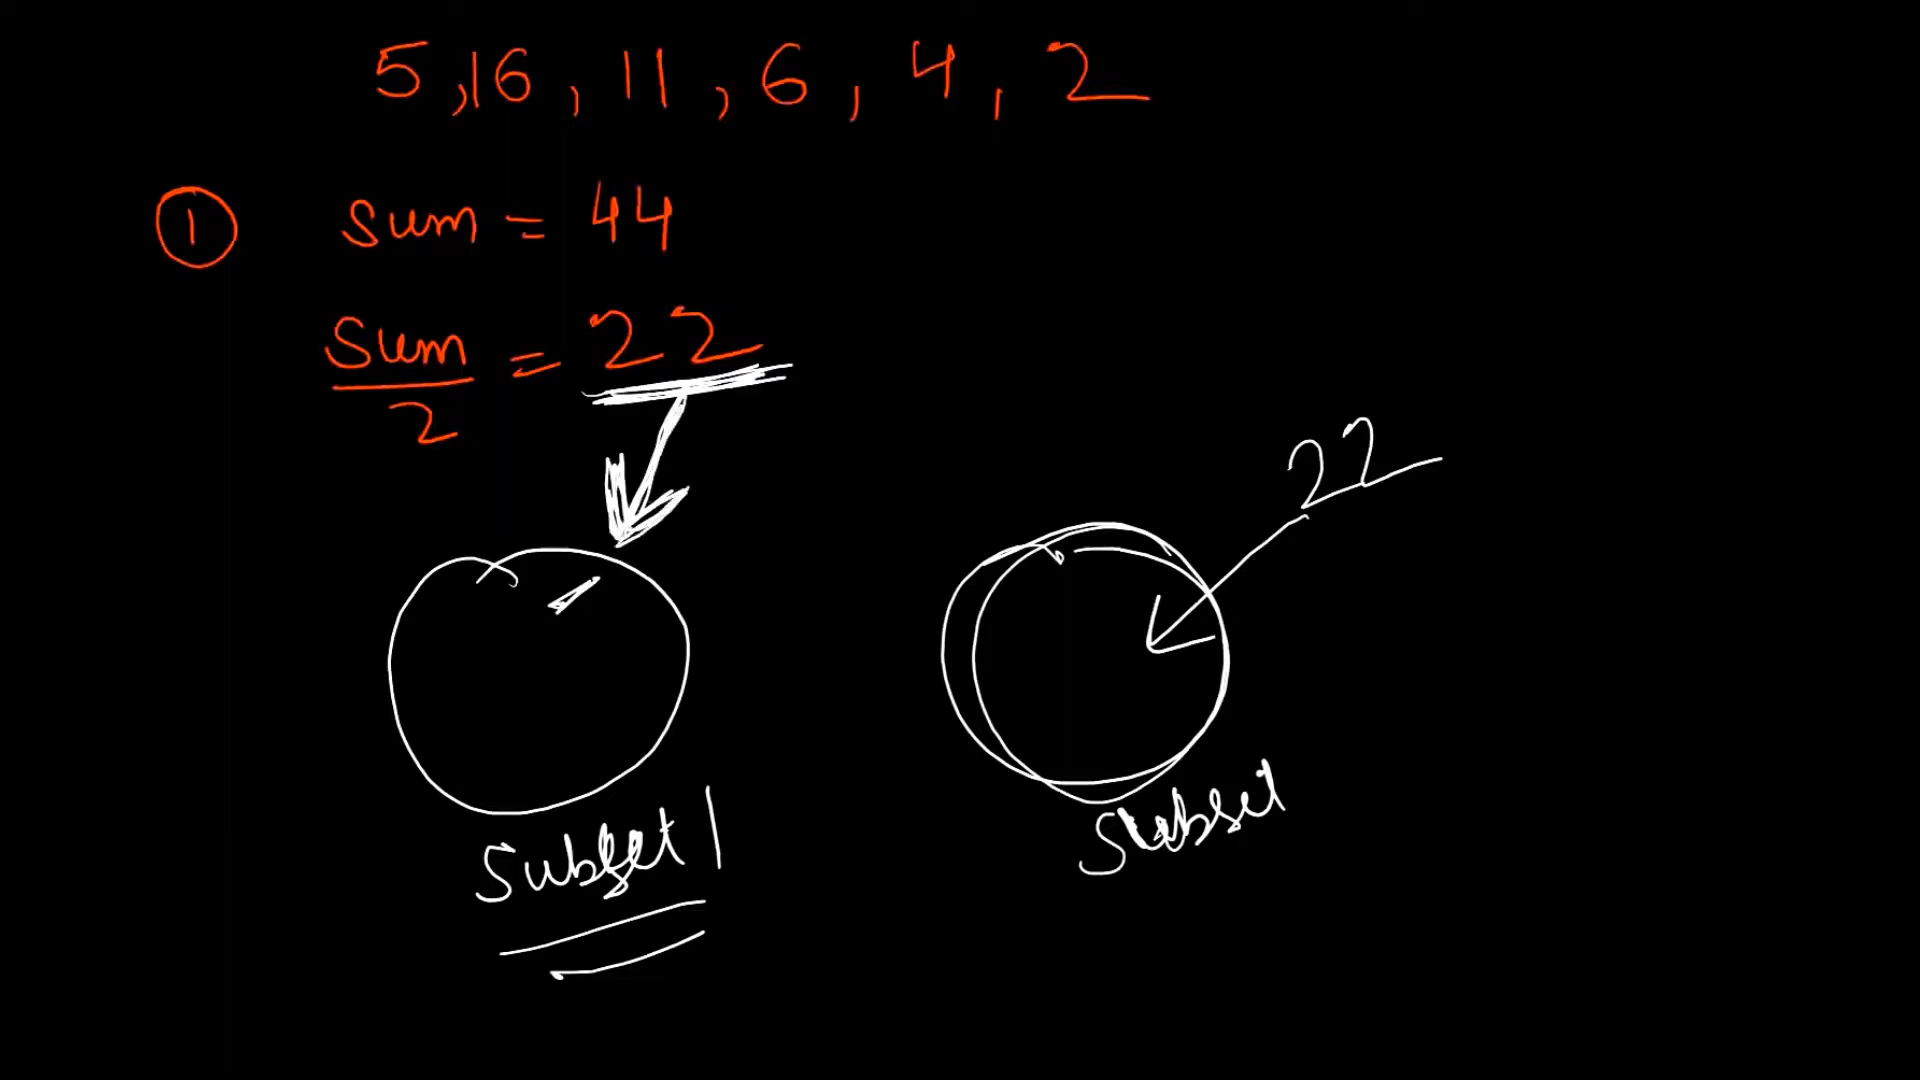 5, 16, 11, 6, 4, 2
① Sum = 44
Sum/2 = 22
22
Subset 1
Subset